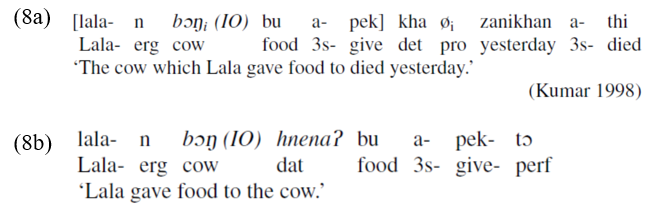 (8a) [lala- n bɔŋᵢ (IO) bu a- pek] kha øᵢ zanikhan a- thi
Lala- erg cow food 3s- give det pro yesterday 3s- died
‘The cow which Lala gave food to died yesterday.’
(Kumar 1998)
(8b) lala- n bɔŋ (IO) hnenaʔ bu a- pek- tɔ
Lala- erg cow dat food 3s- give- perf
‘Lala gave food to the cow.’